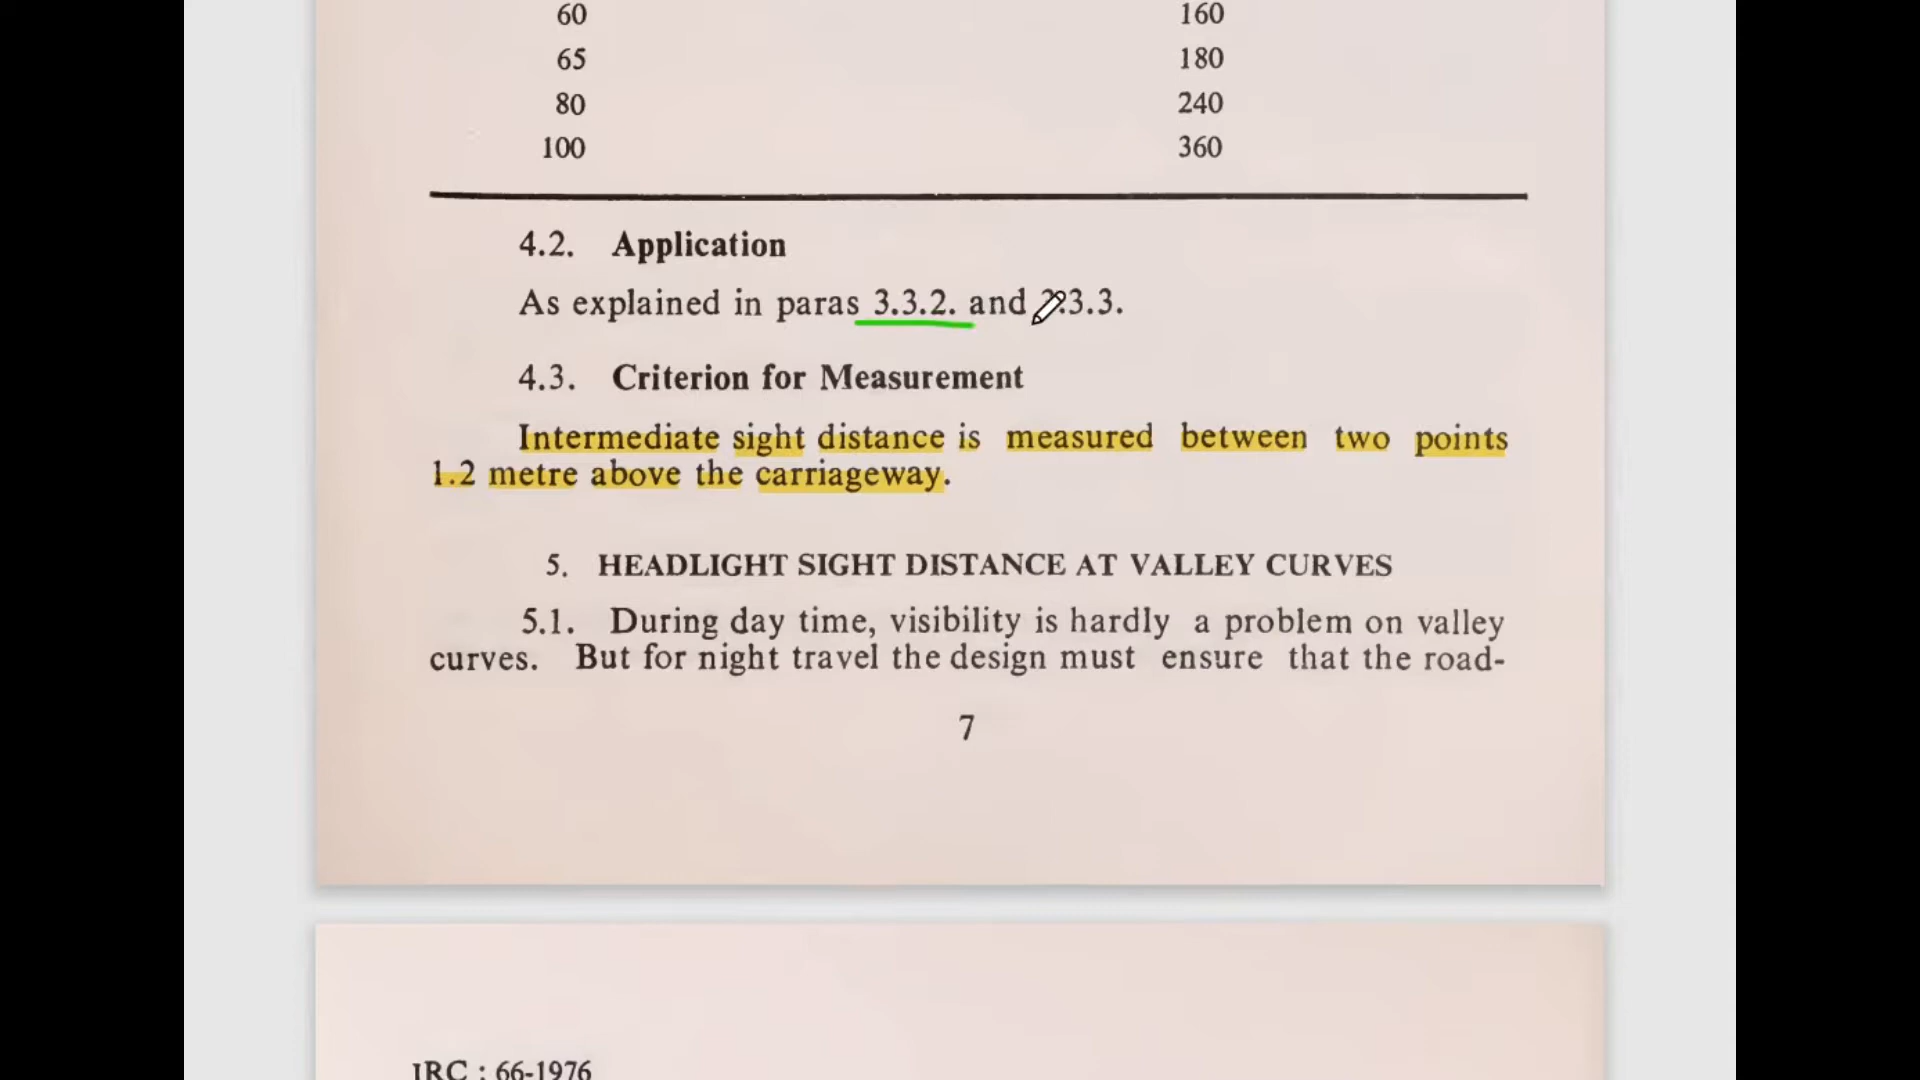 60 160
65 180
80 240
100 360
4.2. Application
As explained in paras 3.3.2. and 3.3.
4.3. Criterion for Measurement
Intermediate sight distance is measured between two points
1.2 metre above the carriageway.
5. HEADLIGHT SIGHT DISTANCE AT VALLEY CURVES
5.1. During day time, visibility is hardly a problem on valley
curves. But for night travel the design must ensure that the road-
7
IRC : 66-1976